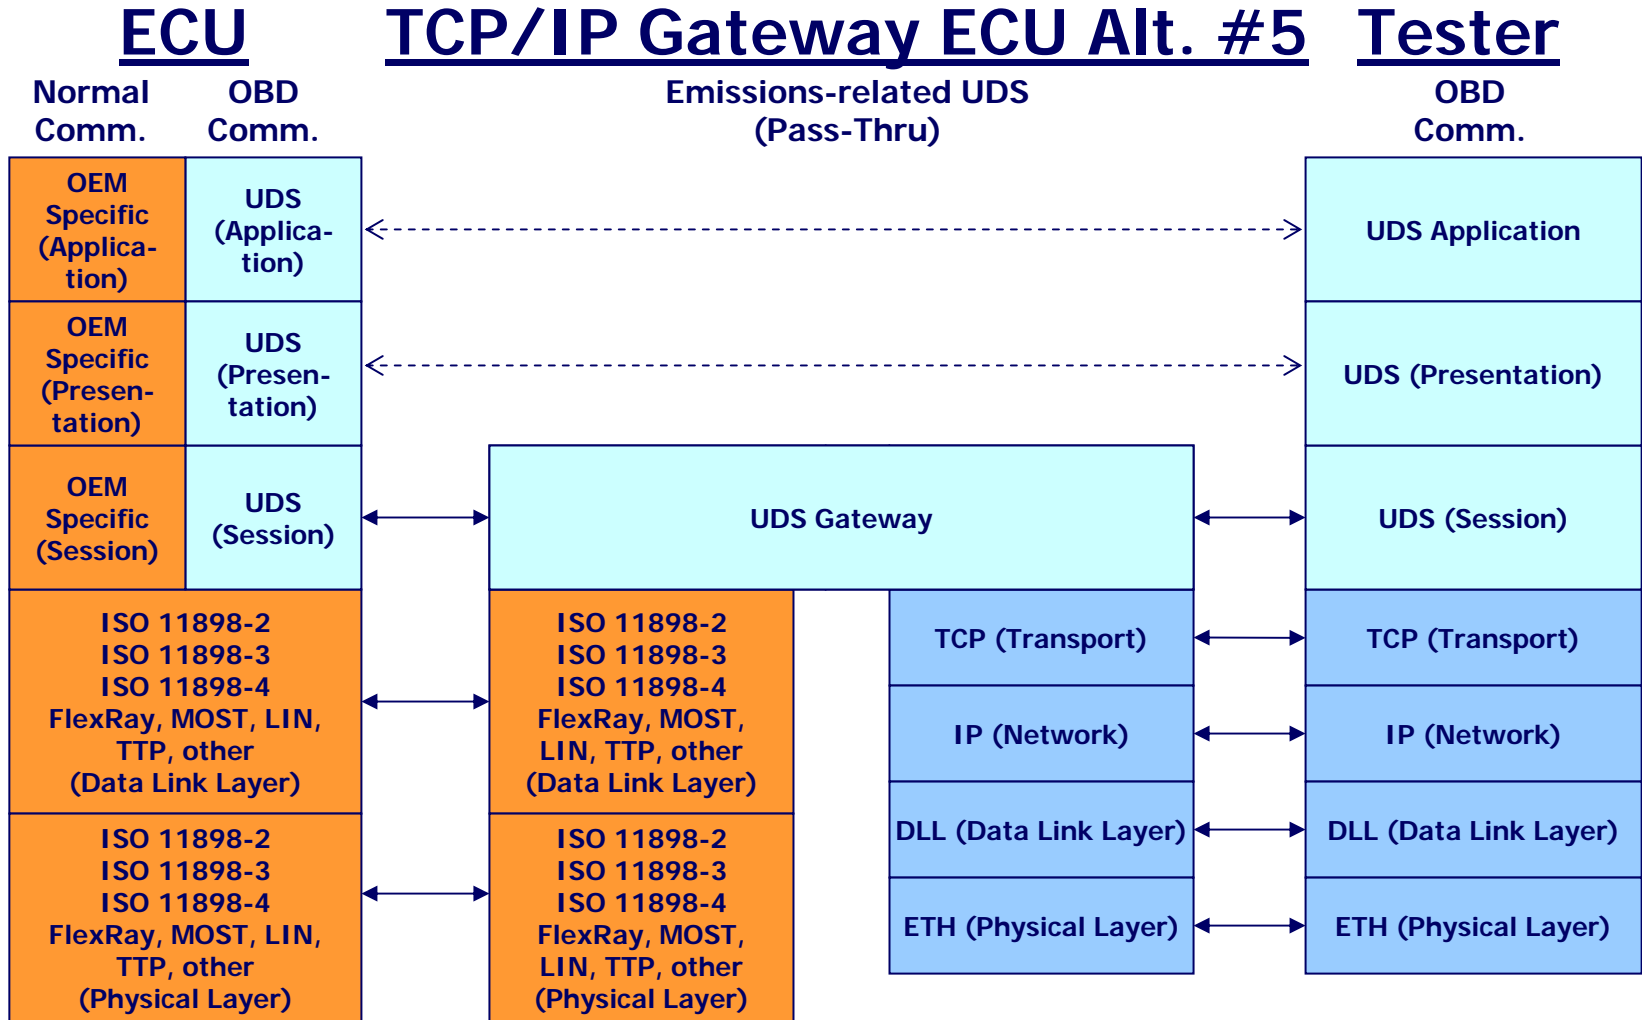 ECU
TCP/IP Gateway ECU Alt. #5
Tester
Normal
Comm.
OBD
Comm.
Emissions-related UDS
(Pass-Thru)
OBD
Comm.
OEM
Specific
(Applica-
tion)
UDS
(Applica-
tion)
UDS Application
OEM
Specific
(Presen-
tation)
UDS
(Presen-
tation)
UDS (Presentation)
OEM
Specific
(Session)
UDS
(Session)
UDS Gateway
UDS (Session)
ISO 11898-2
ISO 11898-3
ISO 11898-4
FlexRay, MOST, LIN,
TTP, other
(Data Link Layer)
ISO 11898-2
ISO 11898-3
ISO 11898-4
FlexRay, MOST,
LIN, TTP, other
(Data Link Layer)
TCP (Transport)
TCP (Transport)
IP (Network)
IP (Network)
DLL (Data Link Layer)
DLL (Data Link Layer)
ISO 11898-2
ISO 11898-3
ISO 11898-4
FlexRay, MOST, LIN,
TTP, other
(Physical Layer)
ISO 11898-2
ISO 11898-3
ISO 11898-4
FlexRay, MOST,
LIN, TTP, other
(Physical Layer)
ETH (Physical Layer)
ETH (Physical Layer)